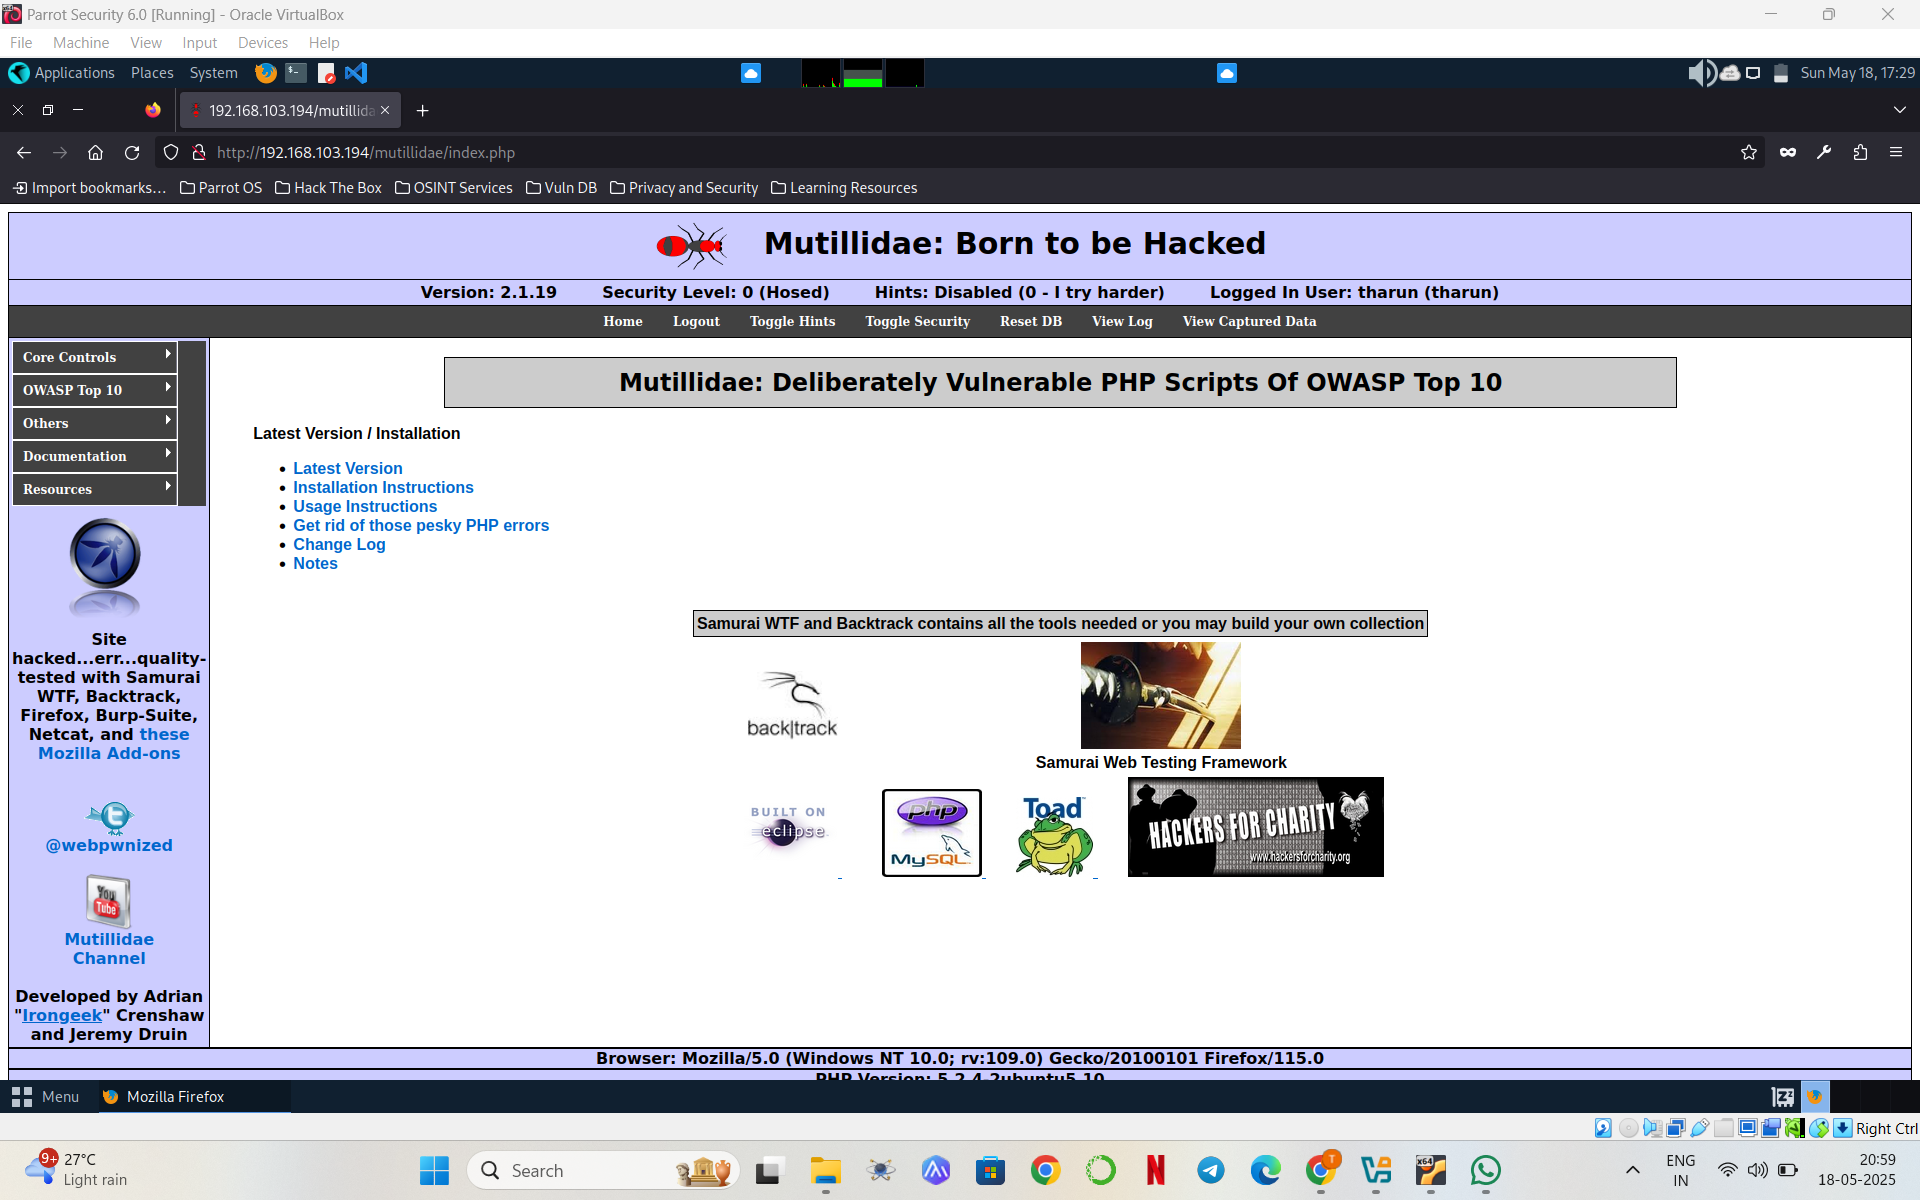 Parrot Security 6.0 [Running] - Oracle VirtualBox
File Machine View Input Devices Help
Applications Places System
Sun May 18, 17:29
192.168.103.194/mutillida
http://192.168.103.194/mutillidae/index.php
Import bookmarks... Parrot OS Hack The Box OSINT Services Vuln DB Privacy and Security Learning Resources
Mutillidae: Born to be Hacked
Version: 2.1.19 Security Level: 0 (Hosed) Hints: Disabled (0 - I try harder) Logged In User: tharun (tharun)
Home Logout Toggle Hints Toggle Security Reset DB View Log View Captured Data
Core Controls
OWASP Top 10
Others
Documentation
Resources
Site
hacked...err...quality-
tested with Samurai
WTF, Backtrack,
Firefox, Burp-Suite,
Netcat, and these
Mozilla Add-ons
@webpwnized
You
Tube
Mutillidae
Channel
Developed by Adrian
"Irongeek" Crenshaw
and Jeremy Druin
Mutillidae: Deliberately Vulnerable PHP Scripts Of OWASP Top 10
Latest Version / Installation
Latest Version
Installation Instructions
Usage Instructions
Get rid of those pesky PHP errors
Change Log
Notes
Samurai WTF and Backtrack contains all the tools needed or you may build your own collection
back|track
Samurai Web Testing Framework
BUILT ON
eclipse
php
MySQL
Toad
HACKERS FOR CHARITY
www.hackersforcharity.org
Browser: Mozilla/5.0 (Windows NT 10.0; rv:109.0) Gecko/20100101 Firefox/115.0
PHP Version: 5.2.4-2ubuntu5.10
Menu Mozilla Firefox
Right Ctrl
9+
27°C
Light rain
Search
T
x64
ENG
IN
20:59
18-05-2025